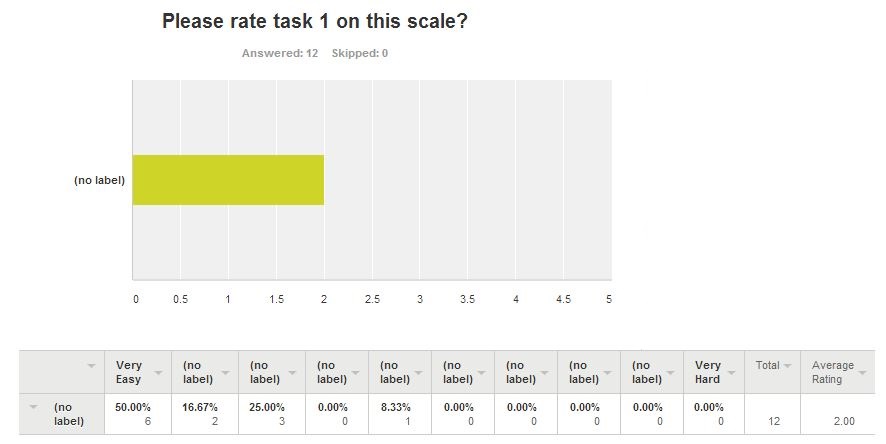 Please rate task 1 on this scale?
Answered: 12 Skipped: 0
(no label)
0 0.5 1 1.5 2 2.5 3 3.5 4 4.5 5
Very Easy (no label) (no label) (no label) (no label) (no label) (no label) (no label) (no label) Very Hard Total Average Rating
(no label) 50.00% 16.67% 25.00% 0.00% 8.33% 0.00% 0.00% 0.00% 0.00% 0.00%
6 2 3 0 1 0 0 0 0 0 12 2.00